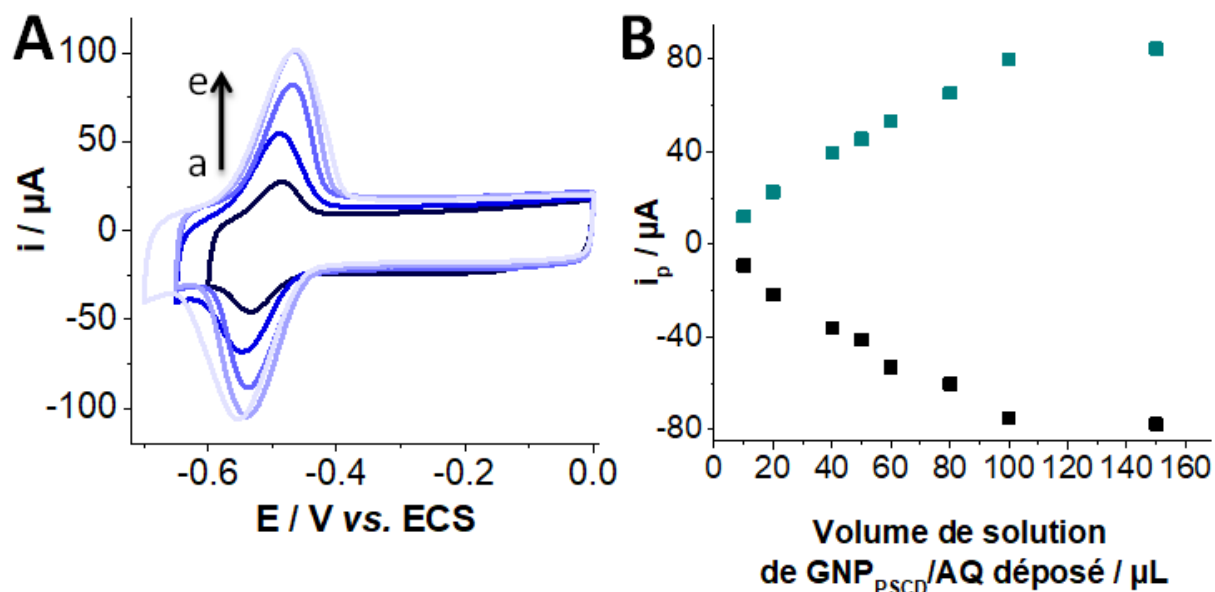 A
100
50
0
-50
-100
e
a
i / µA
-0.6 -0.4 -0.2 0.0
E / V vs. ECS
B
80
40
0
-40
-80
i_p / µA
0 20 40 60 80 100 120 140 160
Volume de solution
de GNP_PSCD/AQ déposé / µL